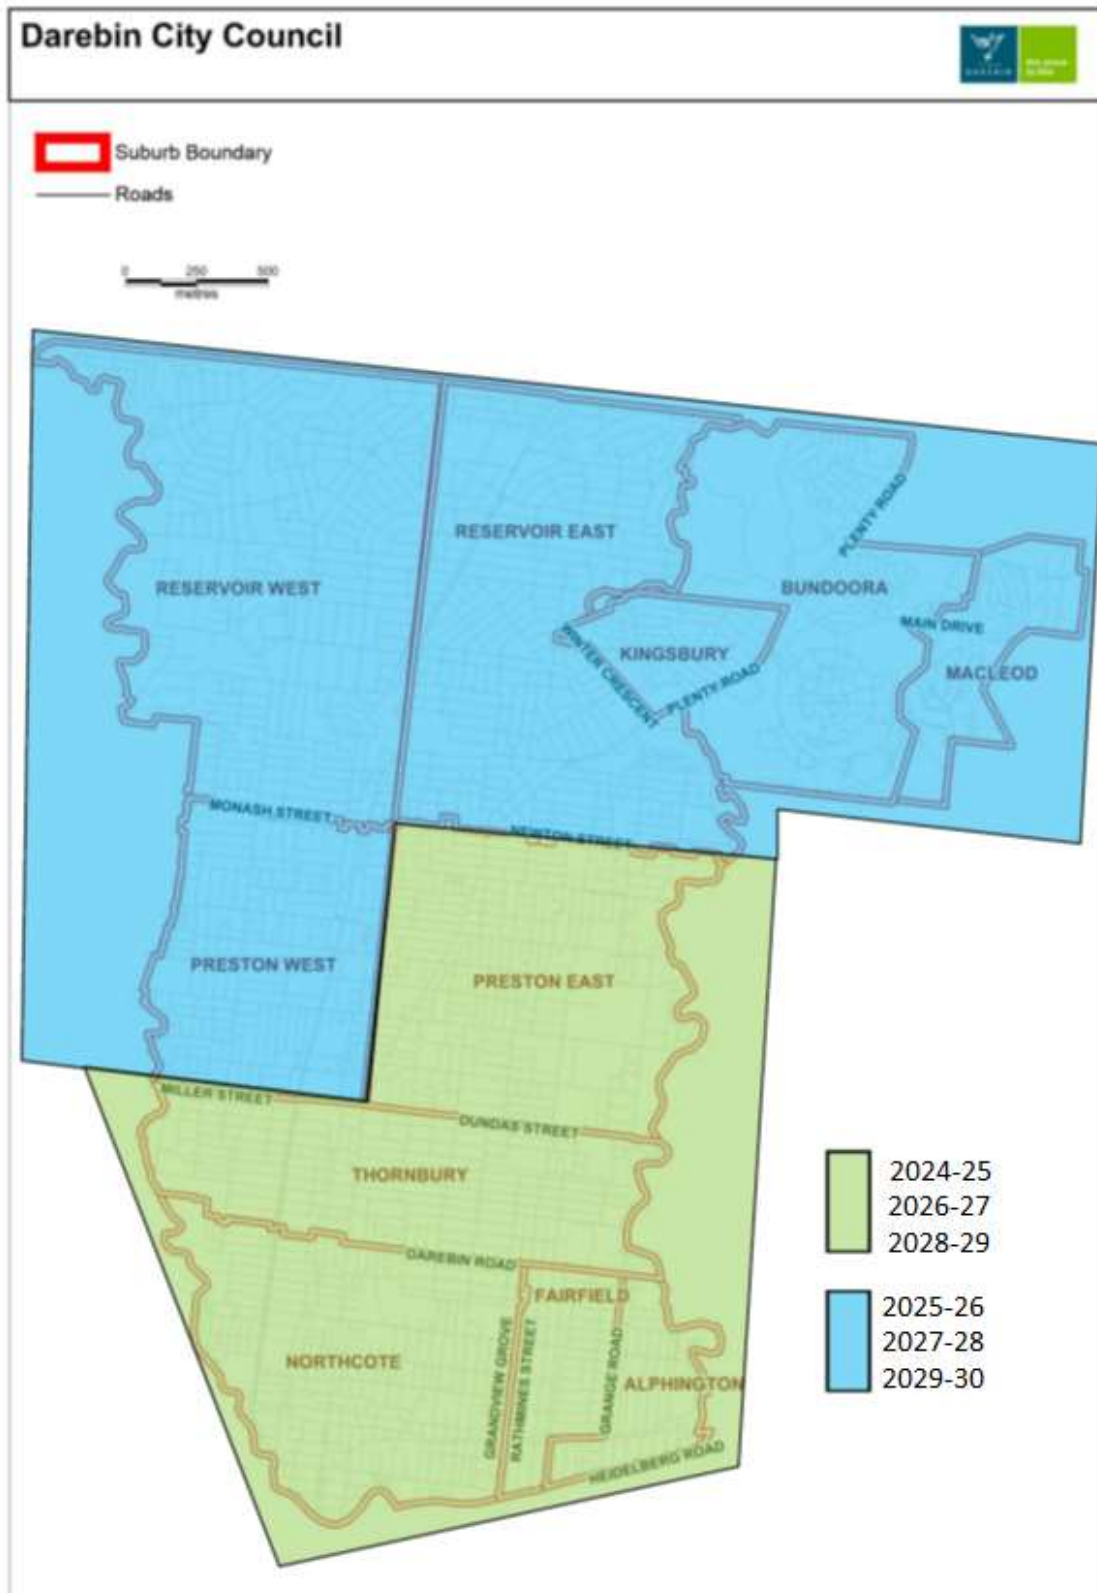 Darebin City Council
Suburb Boundary
Roads
0 250 500
metres
RESERVOIR WEST
RESERVOIR EAST
PLENTY ROAD
BUNDOORA
MAIN DRIVE
MACLEOD
KINGSBURY
WINTER CRESCENT
PLENTY ROAD
MONASH STREET
NEWTON STREET
PRESTON WEST
PRESTON EAST
MILLER STREET
DUNDAS STREET
THORNBURY
DAREBIN ROAD
FAIRFIELD
NORTHCOTE
GRANDVIEW GROVE
RATHMINES STREET
GRANGE ROAD
ALPHINGTON
HEIDELBERG ROAD
2024-25
2026-27
2028-29
2025-26
2027-28
2029-30